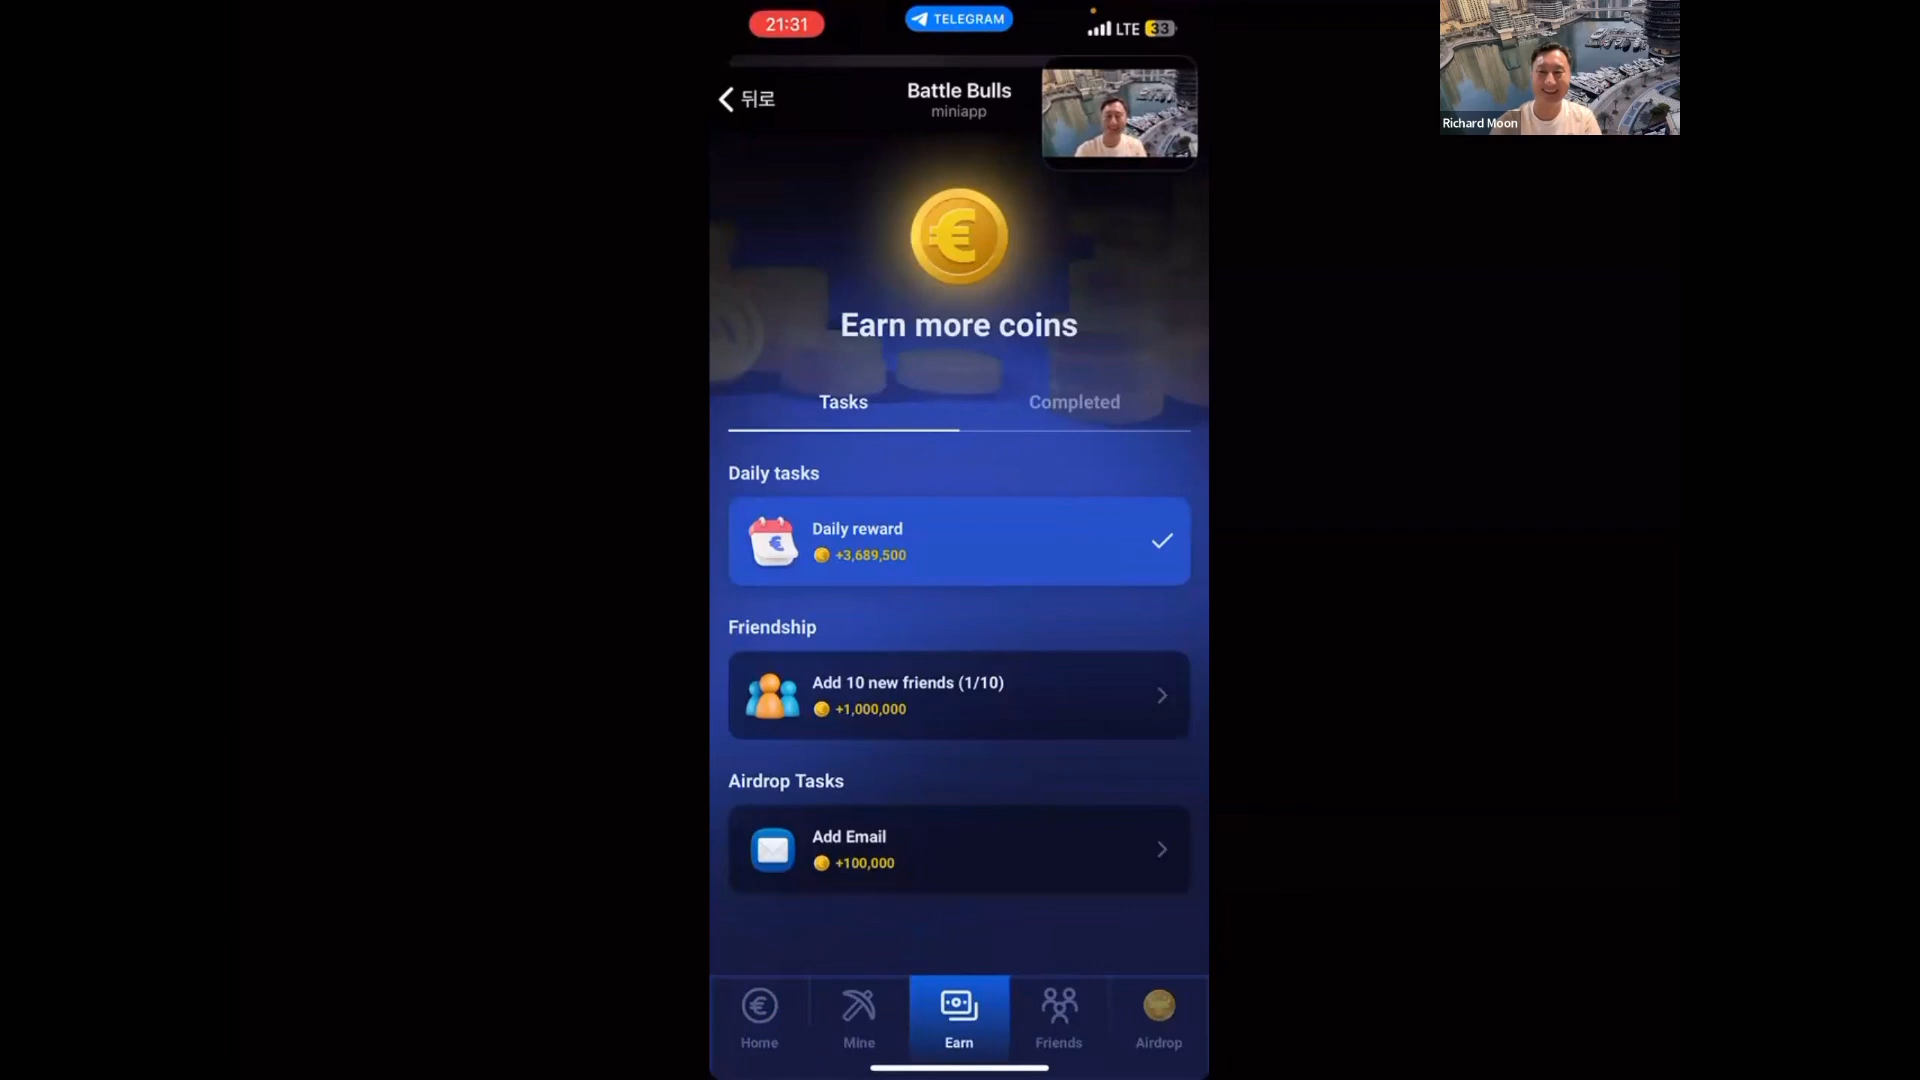 21:31
TELEGRAM
LTE 33
뒤로
Battle Bulls
miniapp
Richard Moon
Earn more coins
Tasks
Completed
Daily tasks
Daily reward
+3,689,500
Friendship
Add 10 new friends (1/10)
+1,000,000
Airdrop Tasks
Add Email
+100,000
Home
Mine
Earn
Friends
Airdrop